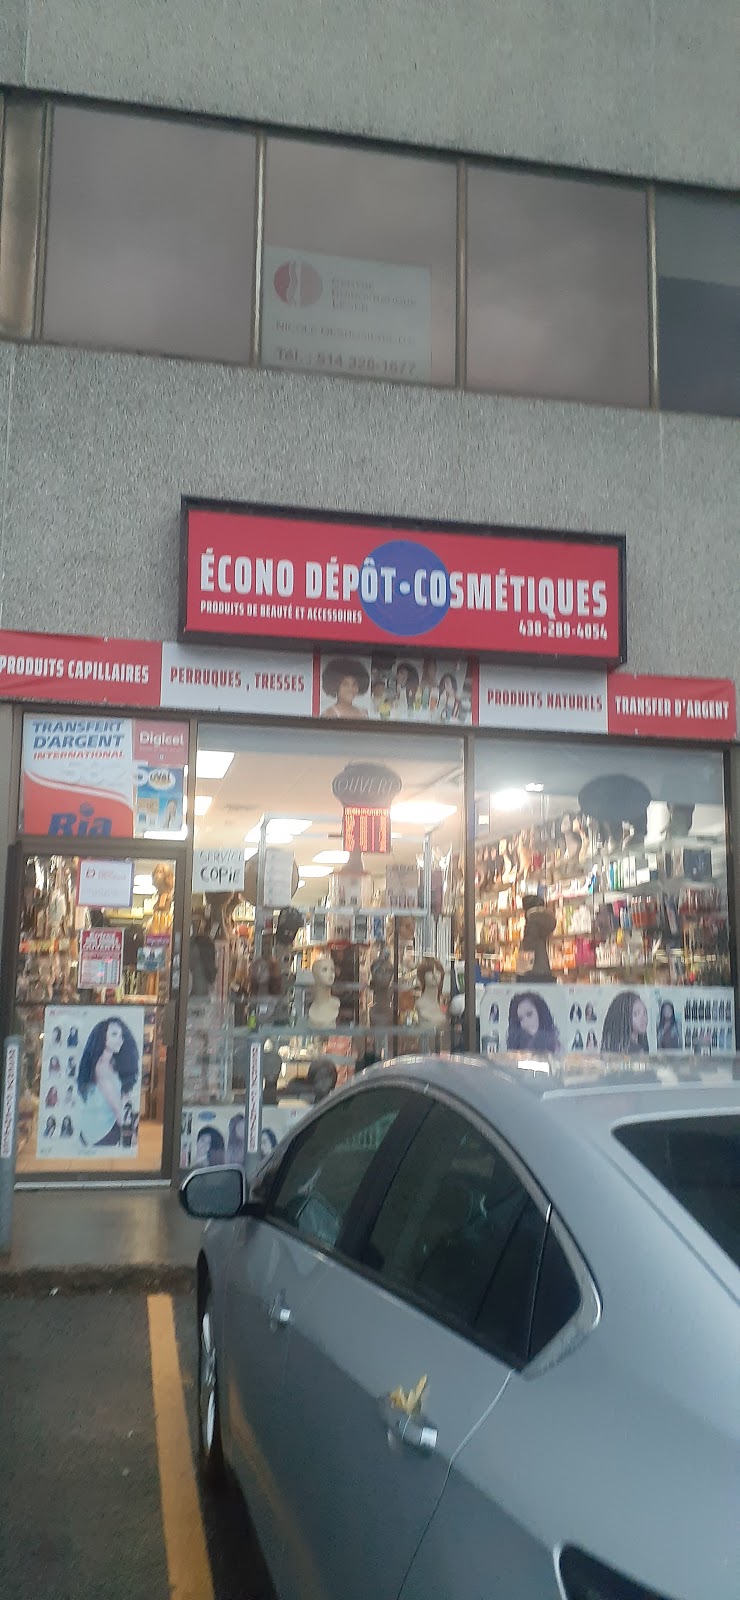 CENTRE
Tél. : 514 326-1677
ÉCONO DÉPÔT•COSMÉTIQUES
PRODUITS DE BEAUTÉ ET ACCESSOIRES
438-289-4054
PRODUITS CAPILLAIRES
PERRUQUES , TRESSES
PRODUITS NATURELS
TRANSFER D'ARGENT
TRANSFERT
D'ARGENT
INTERNATIONAL
Ria
Digicel
OUVERT
SERVICE
COPIE